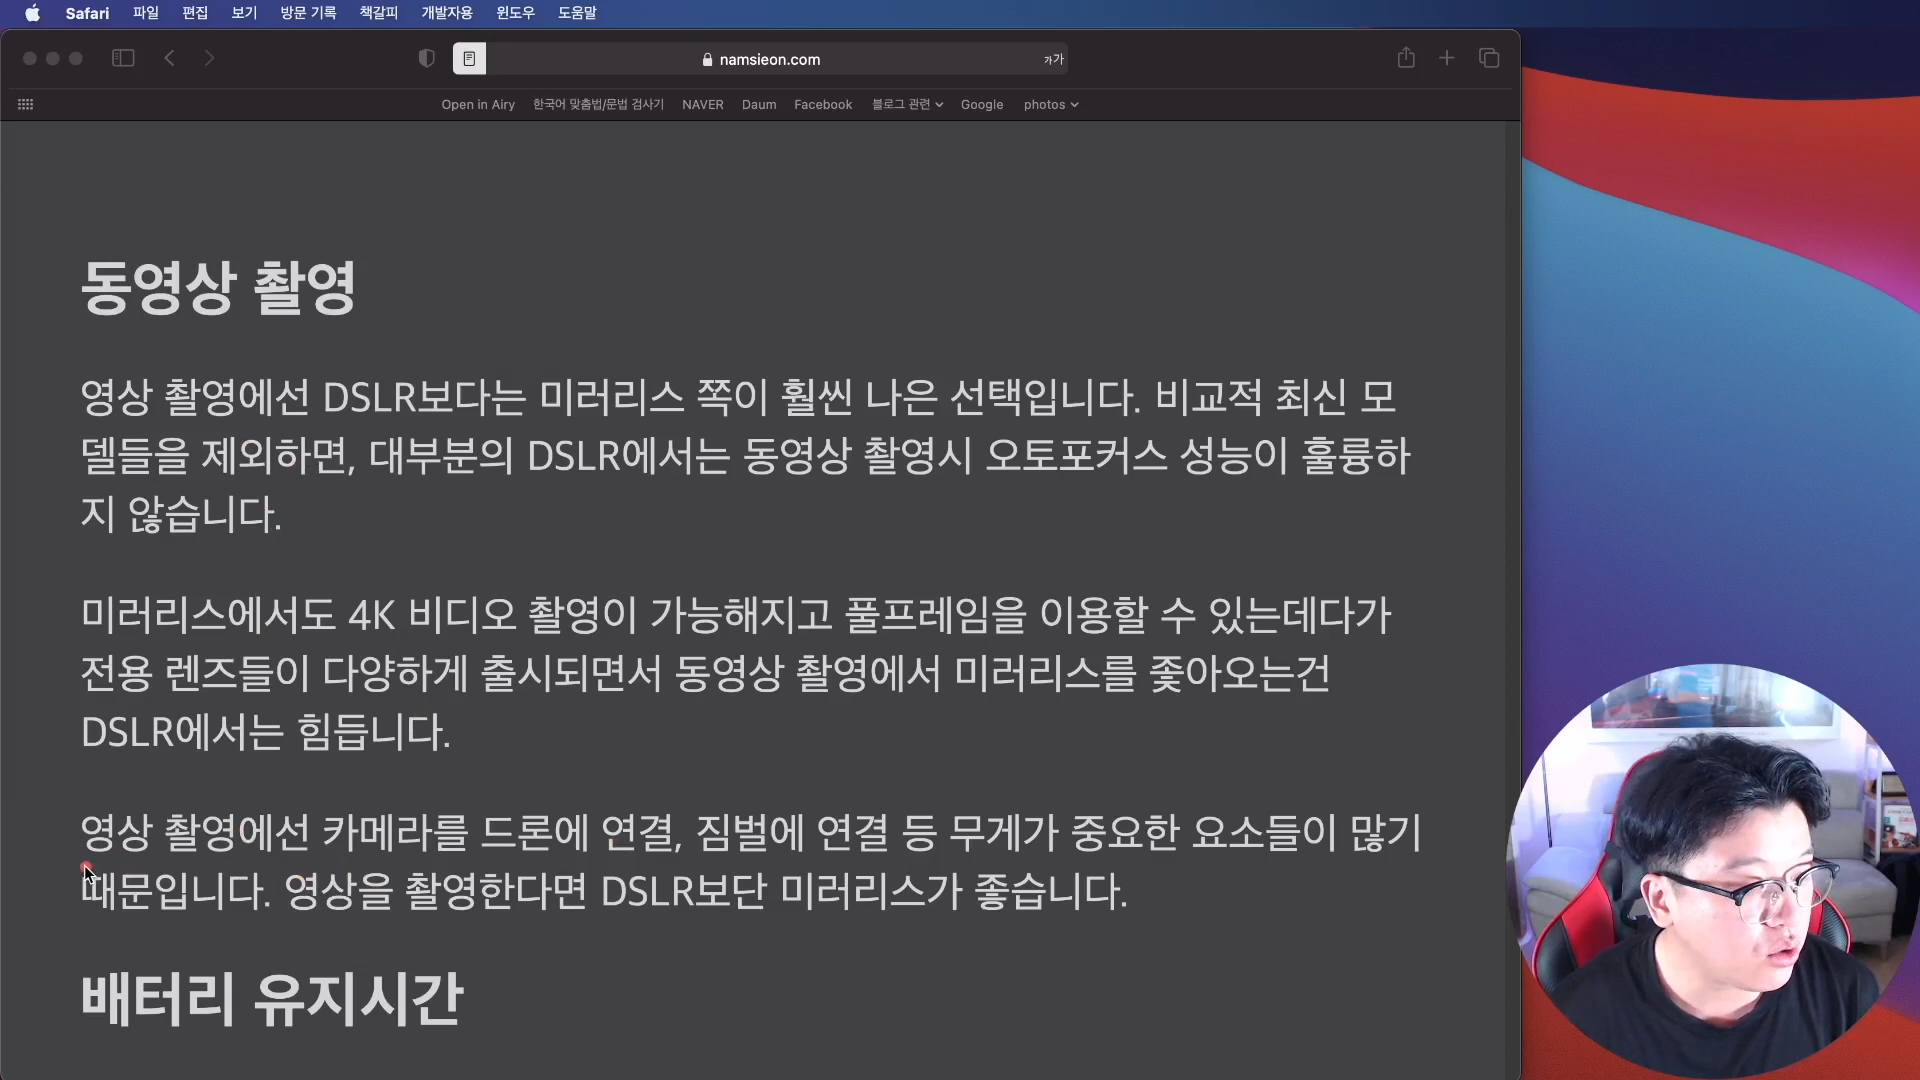 Safari 파일 편집 보기 방문 기록 책갈피 개발자용 윈도우 도움말
namsieon.com 가가
Open in Airy 한국어 맞춤법/문법 검사기 NAVER Daum Facebook 블로그 관련 Google photos
동영상 촬영
영상 촬영에선 DSLR보다는 미러리스 쪽이 훨씬 나은 선택입니다. 비교적 최신 모
델들을 제외하면, 대부분의 DSLR에서는 동영상 촬영시 오토포커스 성능이 훌륭하
지 않습니다.
미러리스에서도 4K 비디오 촬영이 가능해지고 풀프레임을 이용할 수 있는데다가
전용 렌즈들이 다양하게 출시되면서 동영상 촬영에서 미러리스를 좇아오는건
DSLR에서는 힘듭니다.
영상 촬영에선 카메라를 드론에 연결, 짐벌에 연결 등 무게가 중요한 요소들이 많기
때문입니다. 영상을 촬영한다면 DSLR보단 미러리스가 좋습니다.
배터리 유지시간